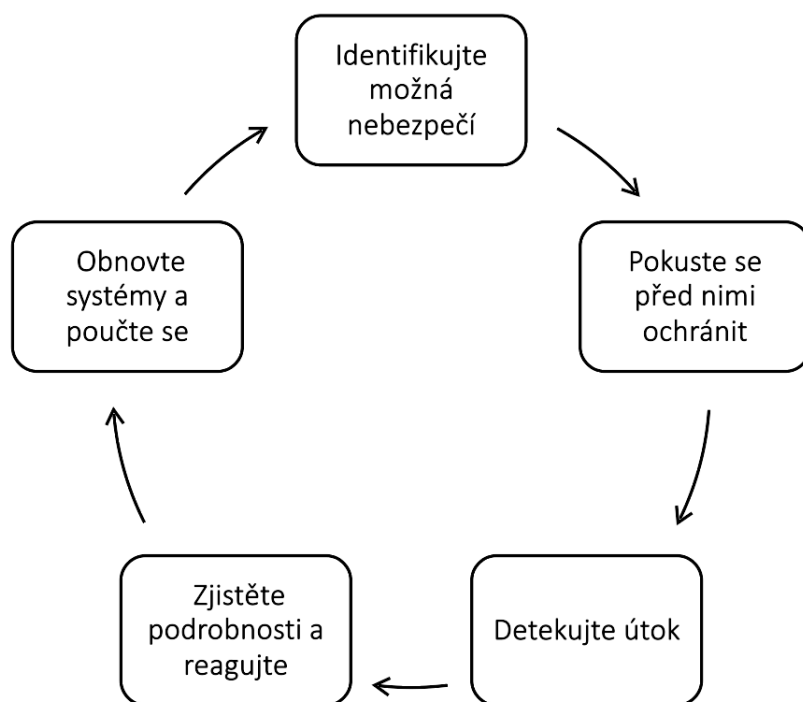 Identifikujte
možná
nebezpečí
Pokuste se
před nimi
ochránit
Detekujte útok
Zjistěte
podrobnosti a
reagujte
Obnovte
systémy a
poučte se